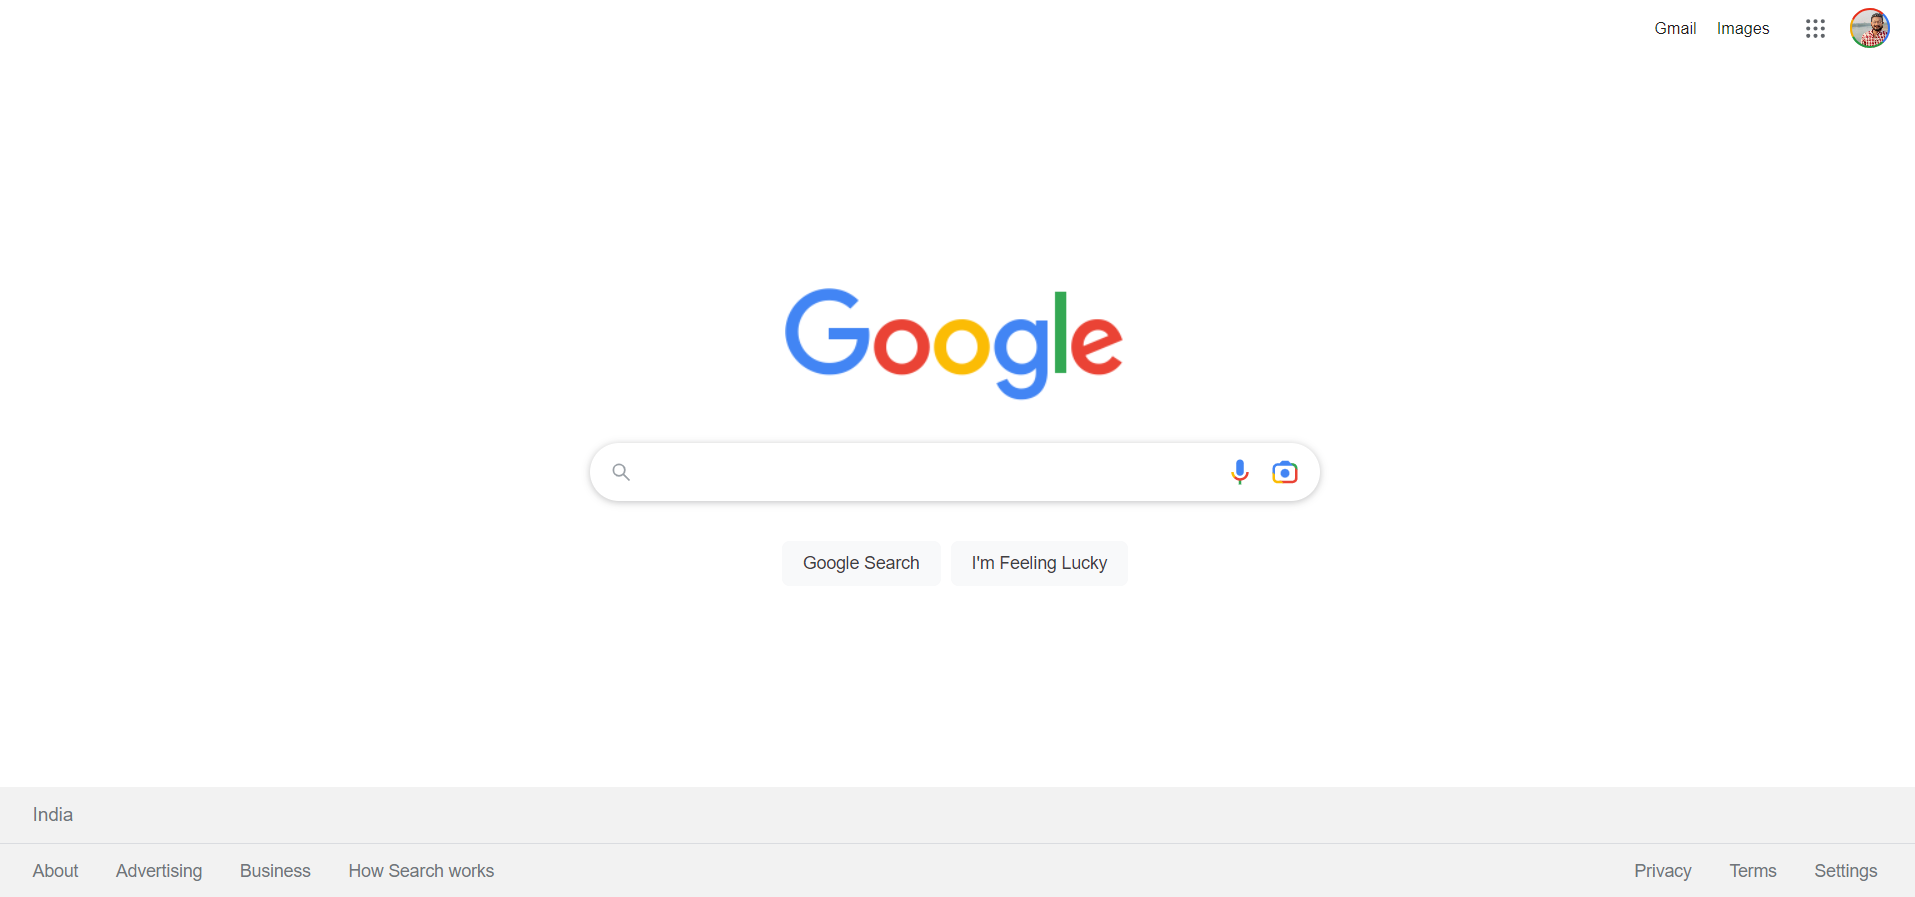 Gmail Images
Google
Google Search I'm Feeling Lucky
India
About Advertising Business How Search works Privacy Terms Settings